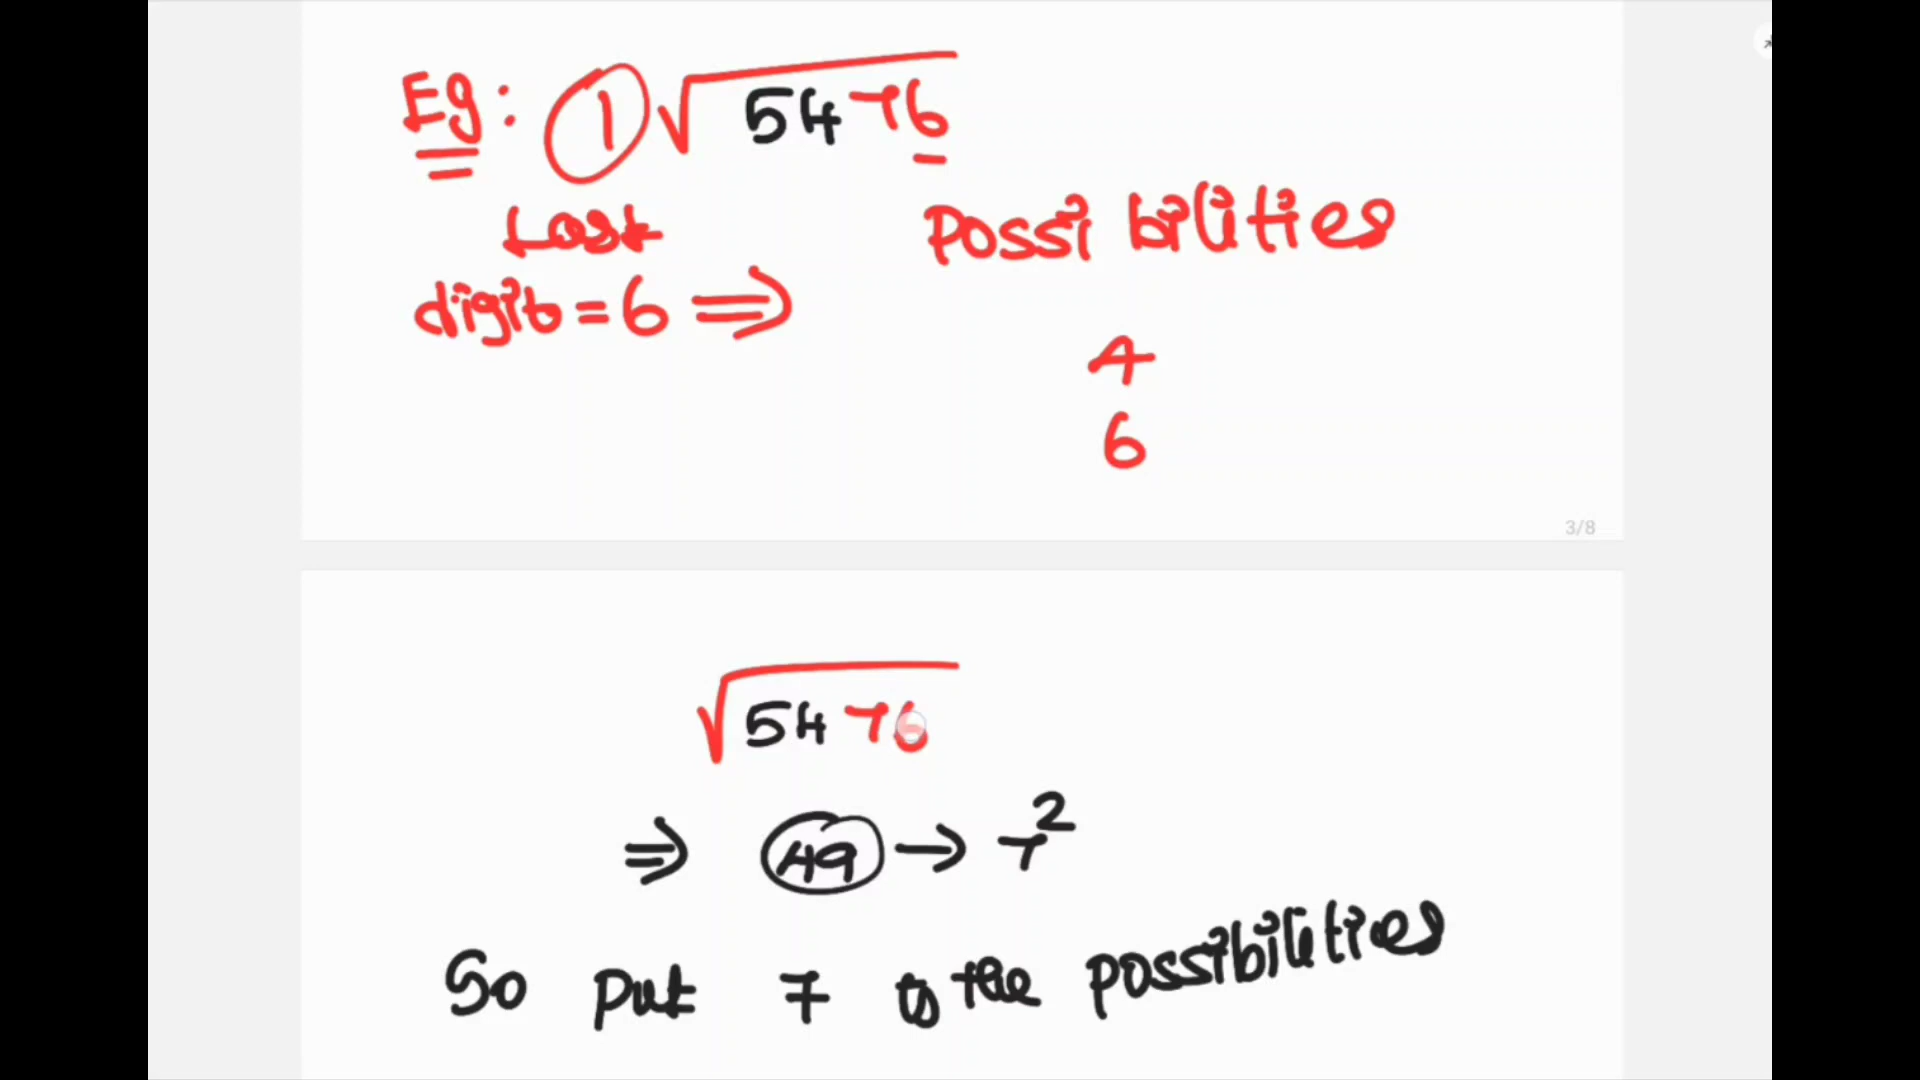 Eg: 1 √5476
Last Possibilities
digit = 6 ⇒
4
6
3/8
√5476
⇒ 49 → 7²
So put 7 to the possibilities